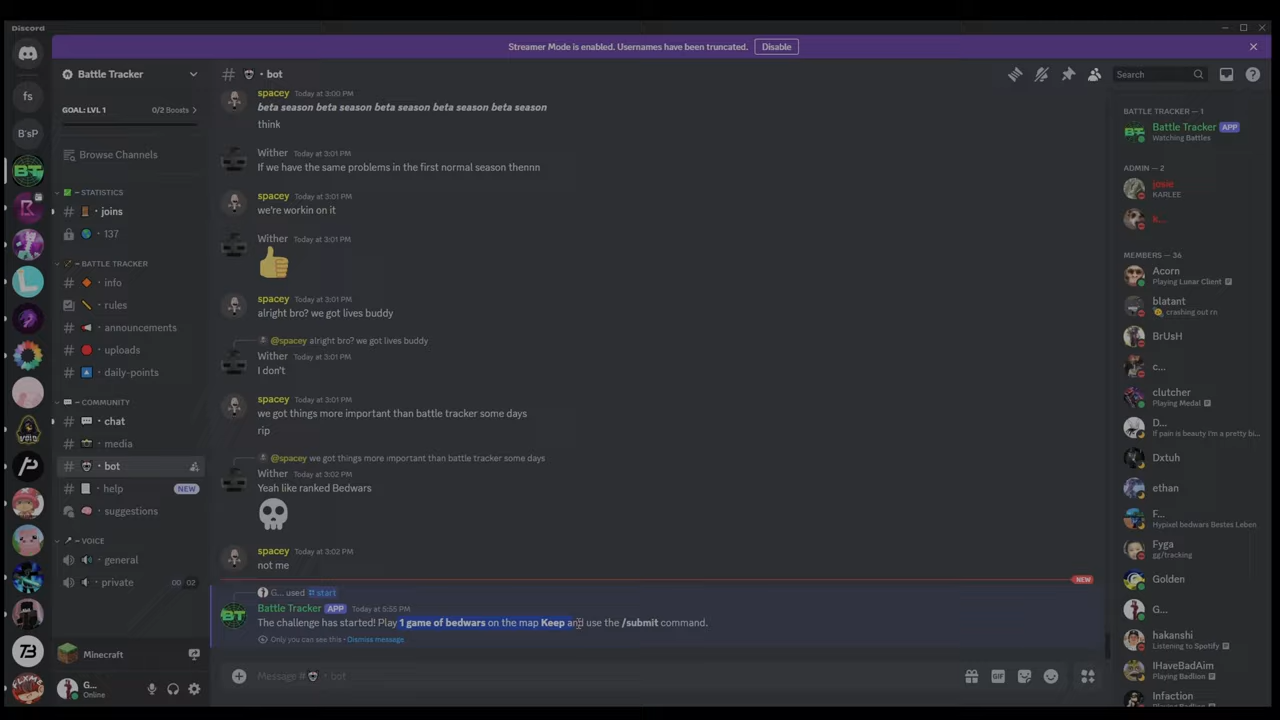 Discord
Streamer Mode is enabled. Usernames have been truncated.
Disable
fs
B'sP
Battle Tracker
GOAL: LVL 1
0/2 Boosts
Browse Channels
STATISTICS
joins
137
BATTLE TRACKER
info
rules
announcements
uploads
daily-points
COMMUNITY
chat
media
bot
help
NEW
suggestions
VOICE
general
private
00 02
Minecraft
G...
Online
bot
Search
spacey Today at 3:00 PM
beta season beta season beta season beta season beta season
think
Wither Today at 3:01 PM
If we have the same problems in the first normal season thennn
spacey Today at 3:01 PM
we're workin on it
Wither Today at 3:01 PM
spacey Today at 3:01 PM
alright bro? we got lives buddy
@spacey alright bro? we got lives buddy
Wither Today at 3:01 PM
I don't
spacey Today at 3:01 PM
we got things more important than battle tracker some days
rip
@spacey we got things more important than battle tracker some days
Wither Today at 3:02 PM
Yeah like ranked Bedwars
spacey Today at 3:02 PM
not me
NEW
G... used start
Battle Tracker APP Today at 5:55 PM
The challenge has started! Play 1 game of bedwars on the map Keep and use the /submit command.
Only you can see this • Dismiss message
Message # · bot
GIF
BATTLE TRACKER — 1
Battle Tracker APP
Watching Battles
ADMIN — 2
josie
KARLEE
K...
MEMBERS — 36
Acorn
Playing Lunar Client
blatant
crashing out rn
BrUsH
c...
clutcher
Playing Medal
D...
If pain is beauty I'm a pretty bi...
Dxtuh
ethan
F...
Hypixel bedwars Bestes Leben
Fyga
gg/tracking
Golden
G...
hakanshi
Listening to Spotify
IHaveBadAim
Playing Badlion
Infaction